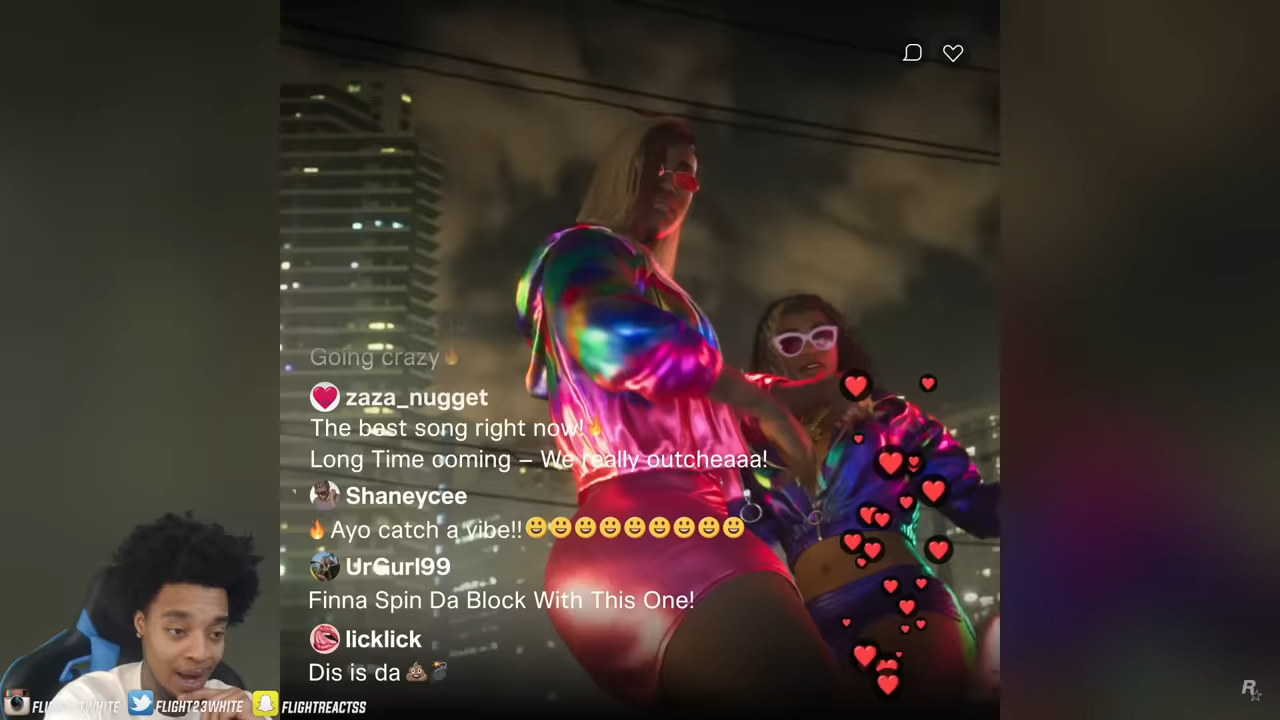 Going crazy🔥
zaza_nugget
The best song right now!🔥
Long Time coming – We really outcheaaa!
Shaneycee
🔥Ayo catch a vibe!!😀😀😀😀😀😀😀😀😀
UrGurl99
Finna Spin Da Block With This One!
licklick
Dis is da💩💣
FLIGHT23WHITE
FLIGHT23WHITE
FLIGHTREACTSS
R